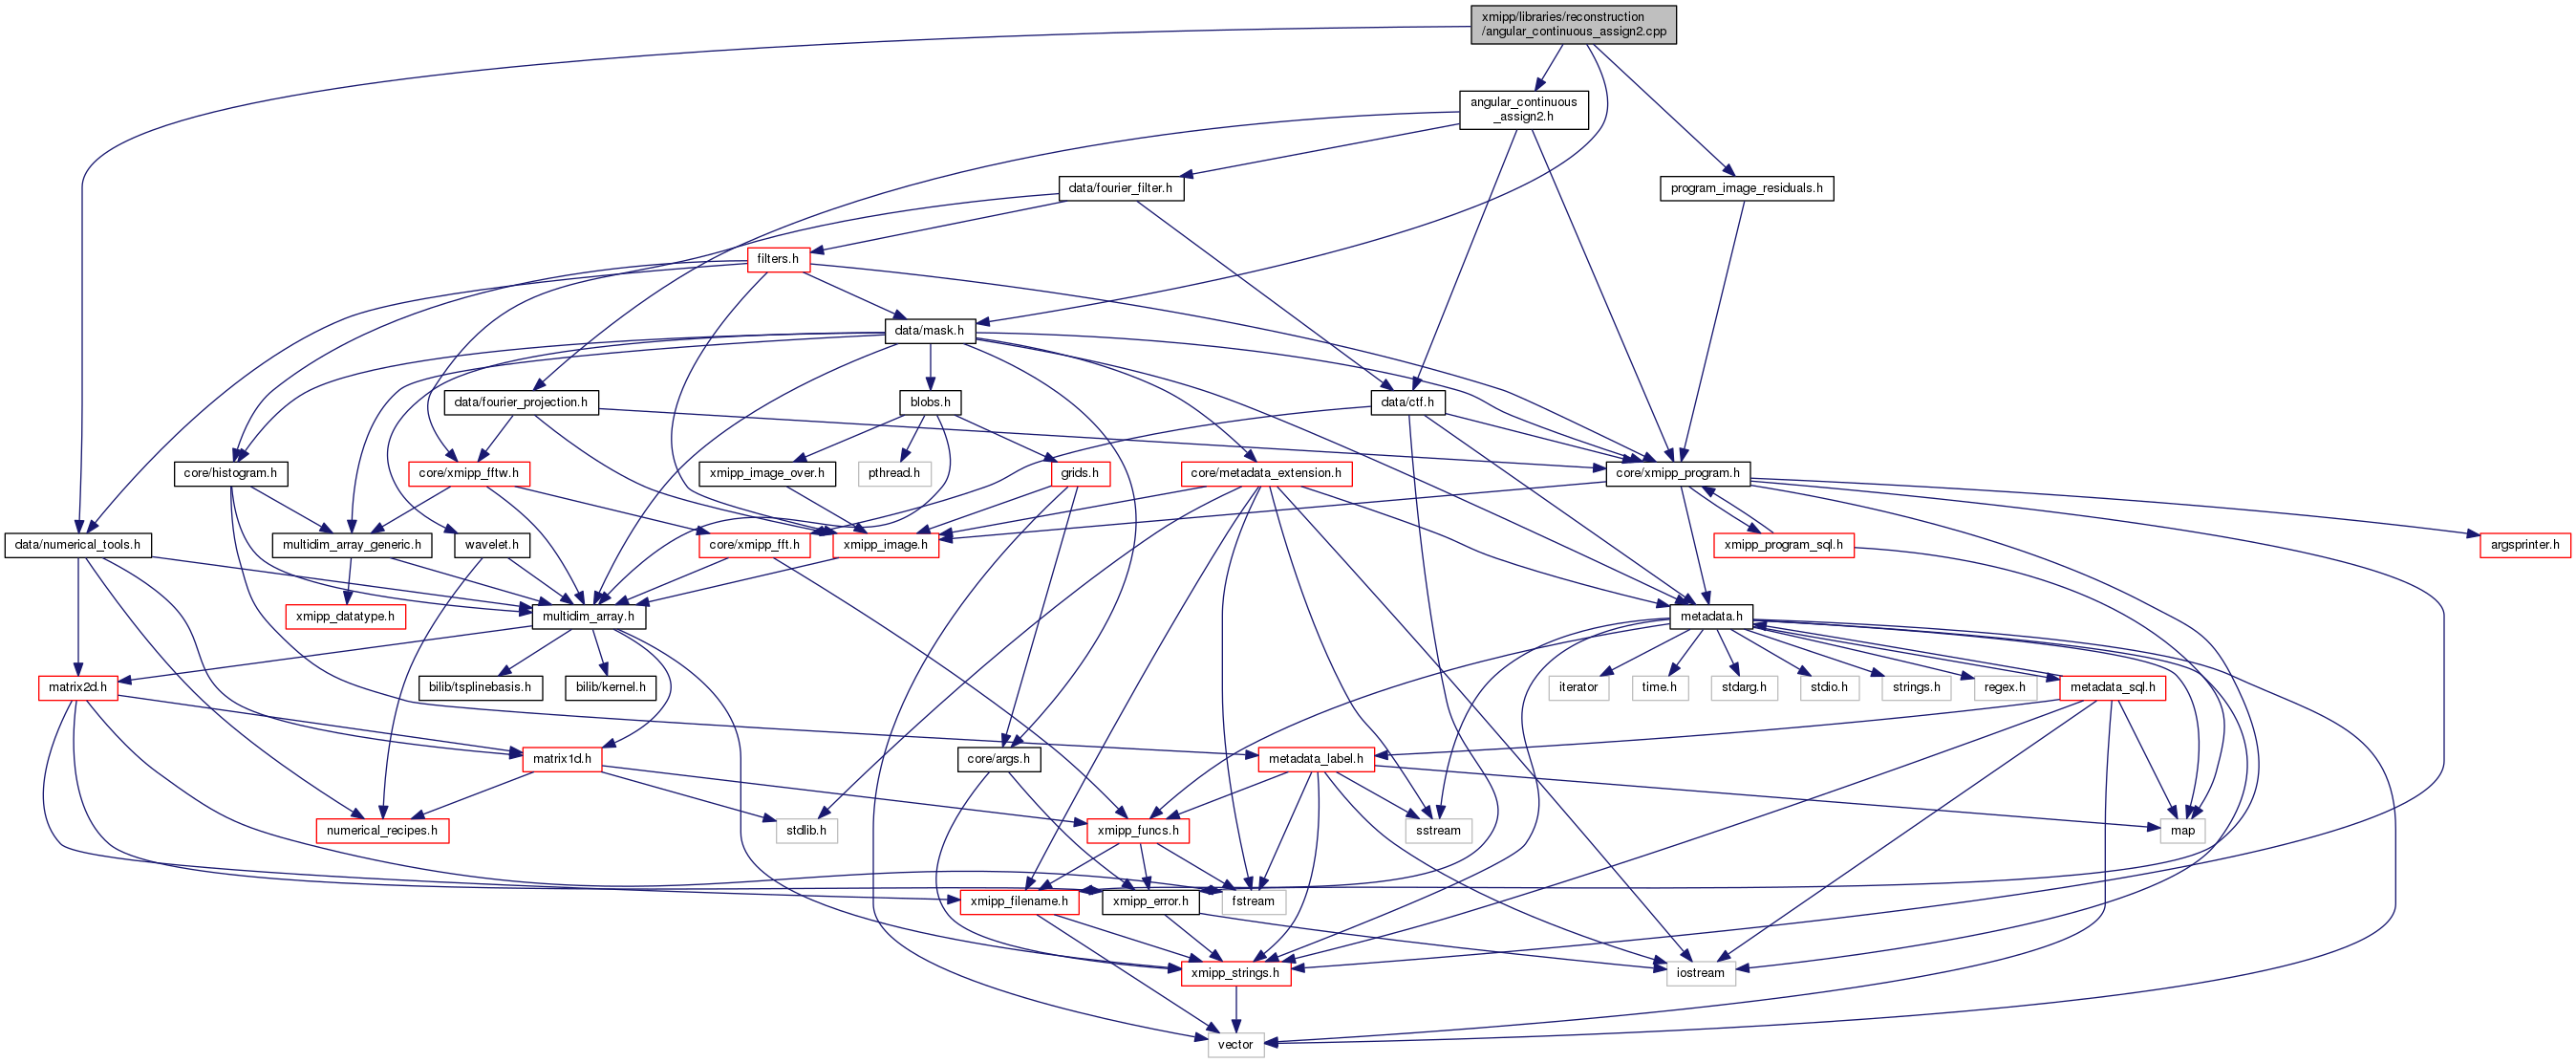 xmipp/libraries/reconstruction
/angular_continuous_assign2.cpp
angular_continuous
_assign2.h
data/fourier_filter.h
program_image_residuals.h
filters.h
data/mask.h
data/fourier_projection.h
blobs.h
data/ctf.h
core/histogram.h
core/xmipp_fftw.h
xmipp_image_over.h
pthread.h
grids.h
core/metadata_extension.h
core/xmipp_program.h
data/numerical_tools.h
multidim_array_generic.h
wavelet.h
core/xmipp_fft.h
xmipp_image.h
xmipp_program_sql.h
argsprinter.h
xmipp_datatype.h
multidim_array.h
metadata.h
matrix2d.h
bilib/tsplinebasis.h
bilib/kernel.h
iterator
time.h
stdarg.h
stdio.h
strings.h
regex.h
metadata_sql.h
matrix1d.h
core/args.h
metadata_label.h
numerical_recipes.h
stdlib.h
xmipp_funcs.h
sstream
map
xmipp_filename.h
xmipp_error.h
fstream
xmipp_strings.h
iostream
vector